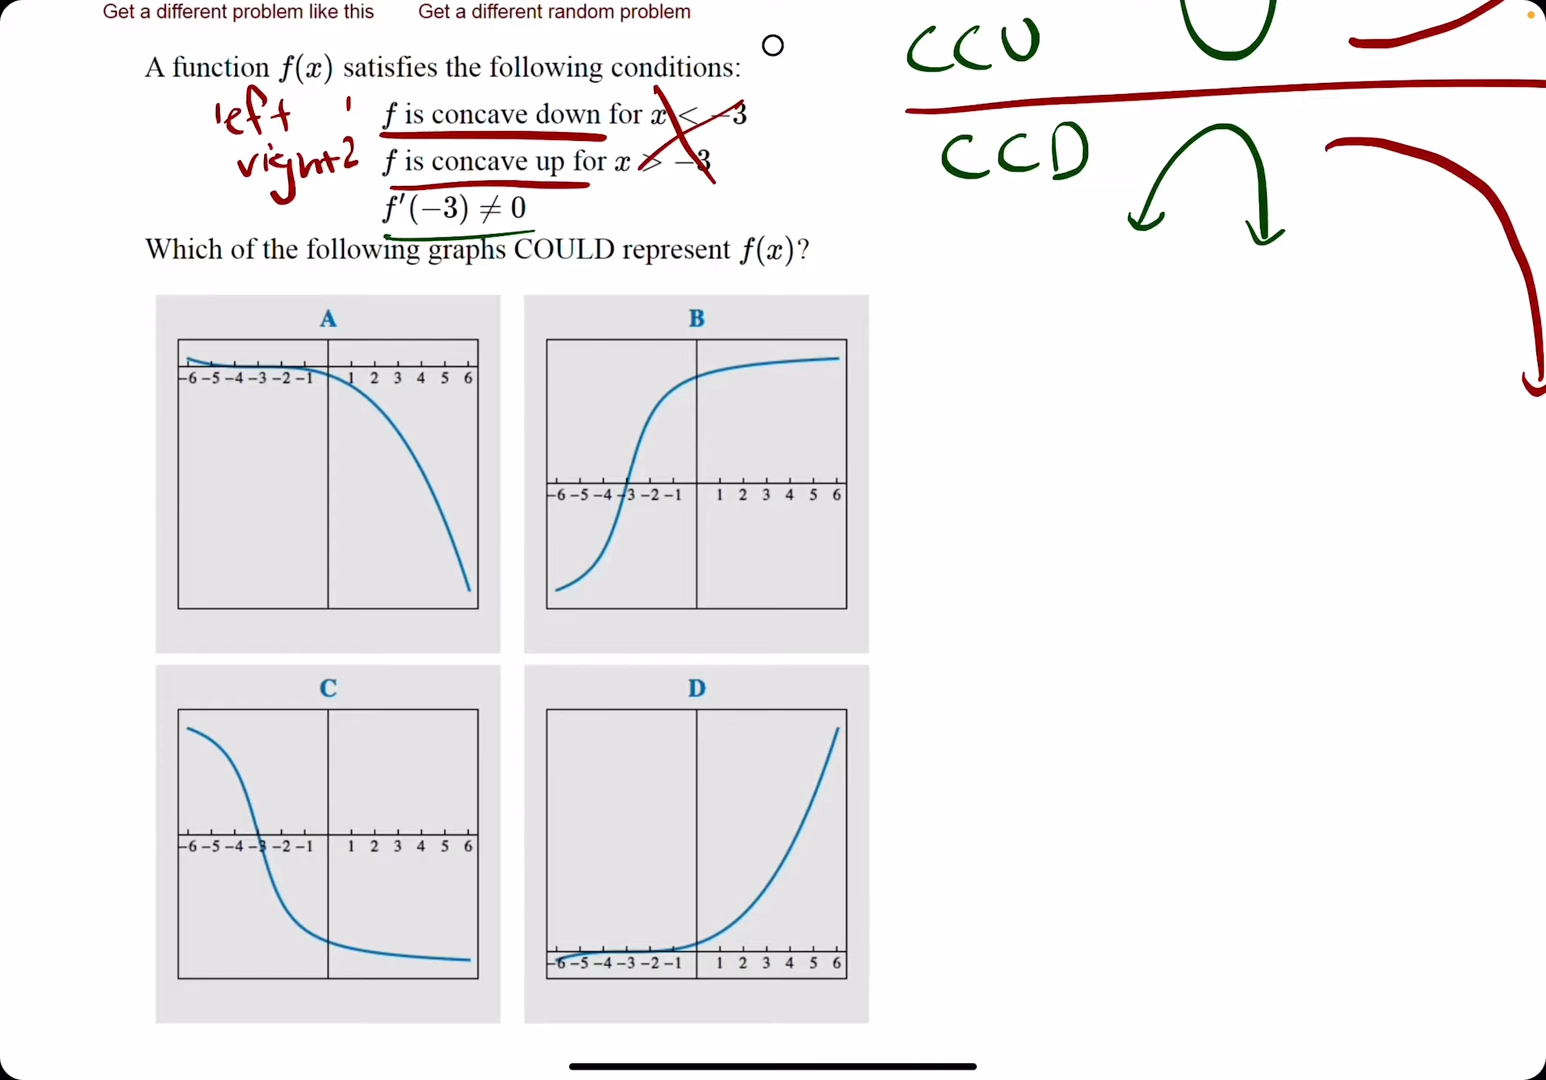 Get a different problem like this Get a different random problem
CCU
A function f(x) satisfies the following conditions:
left 1 f is concave down for x < −3
right 2 f is concave up for x > −3
f′(−3) ≠ 0
CCD
Which of the following graphs COULD represent f(x)?
A
−6 −5 −4 −3 −2 −1 1 2 3 4 5 6
B
−6 −5 −4 −3 −2 −1 1 2 3 4 5 6
C
−6 −5 −4 −3 −2 −1 1 2 3 4 5 6
D
−6 −5 −4 −3 −2 −1 1 2 3 4 5 6